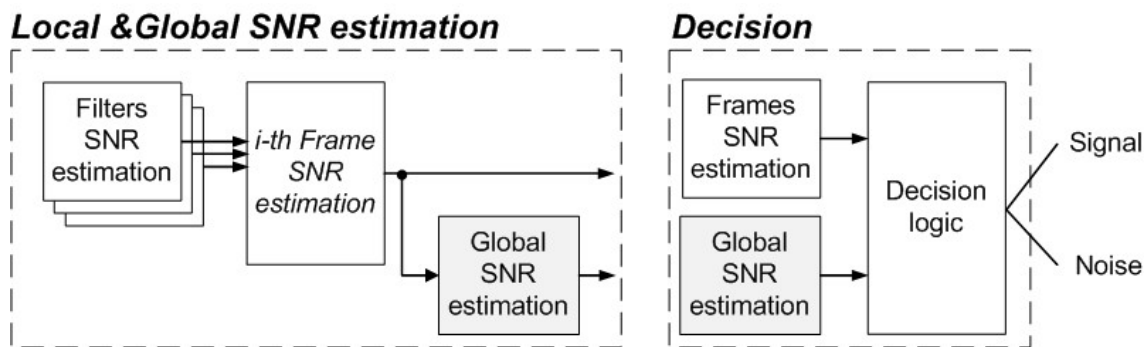 Local &Global SNR estimation
Filters
SNR
estimation
i-th Frame
SNR
estimation
Global
SNR
estimation
Decision
Frames
SNR
estimation
Global
SNR
estimation
Decision
logic
Signal
Noise